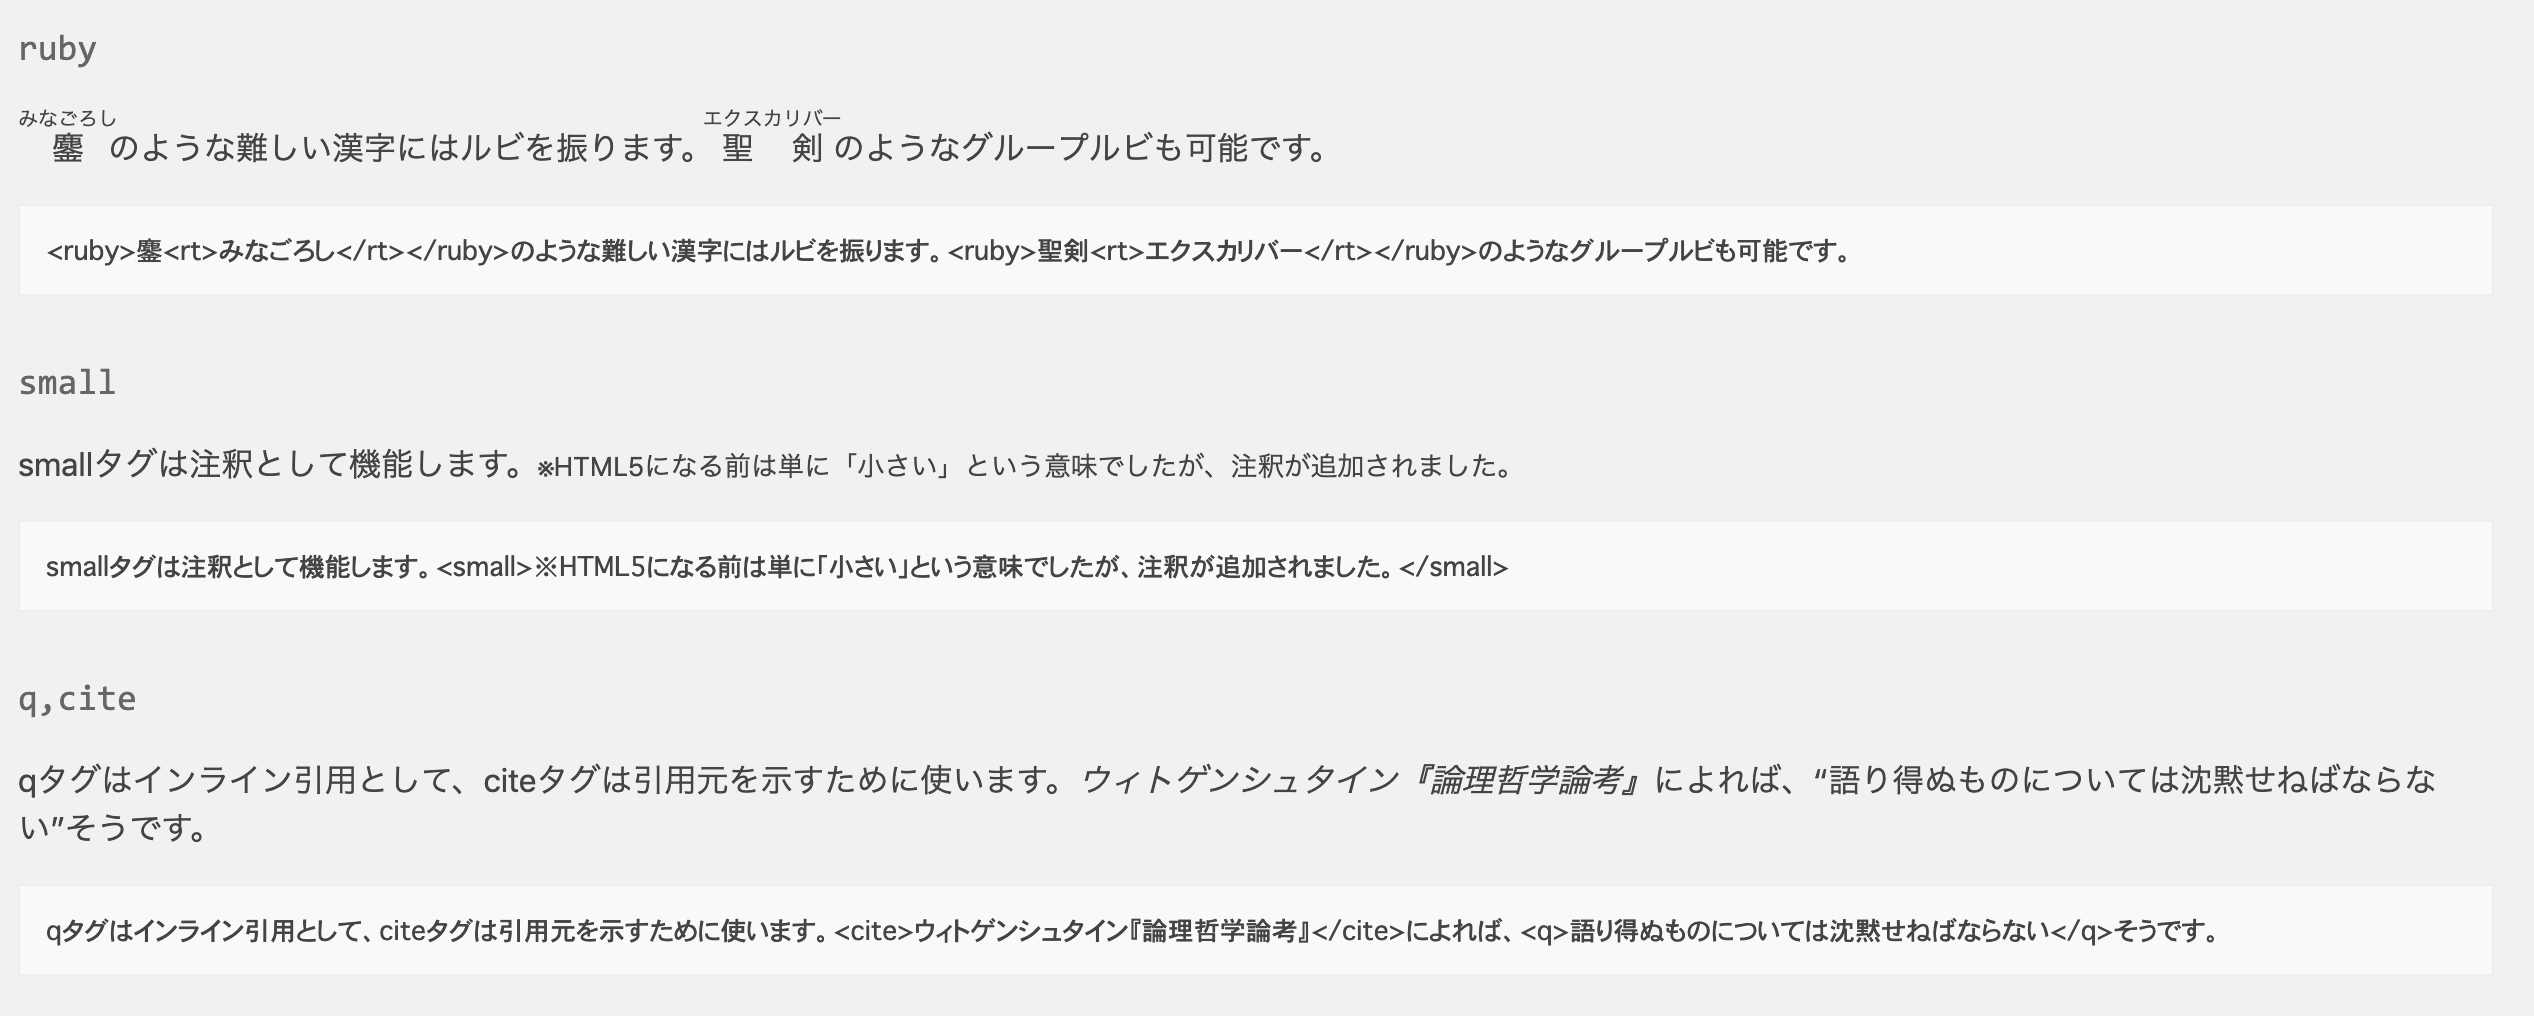 ruby
みなごろし エクスカリバー
鏖のような難しい漢字にはルビを振ります。聖剣のようなグループルビも可能です。
<ruby>鏖<rt>みなごろし</rt></ruby>のような難しい漢字にはルビを振ります。<ruby>聖剣<rt>エクスカリバー</rt></ruby>のようなグループルビも可能です。
small
smallタグは注釈として機能します。※HTML5になる前は単に「小さい」という意味でしたが、注釈が追加されました。
smallタグは注釈として機能します。<small>※HTML5になる前は単に「小さい」という意味でしたが、注釈が追加されました。</small>
q,cite
qタグはインライン引用として、citeタグは引用元を示すために使います。ウィトゲンシュタイン『論理哲学論考』によれば、“語り得ぬものについては沈黙せねばならな
い”そうです。
qタグはインライン引用として、citeタグは引用元を示すために使います。<cite>ウィトゲンシュタイン『論理哲学論考』</cite>によれば、<q>語り得ぬものについては沈黙せねばならない</q>そうです。